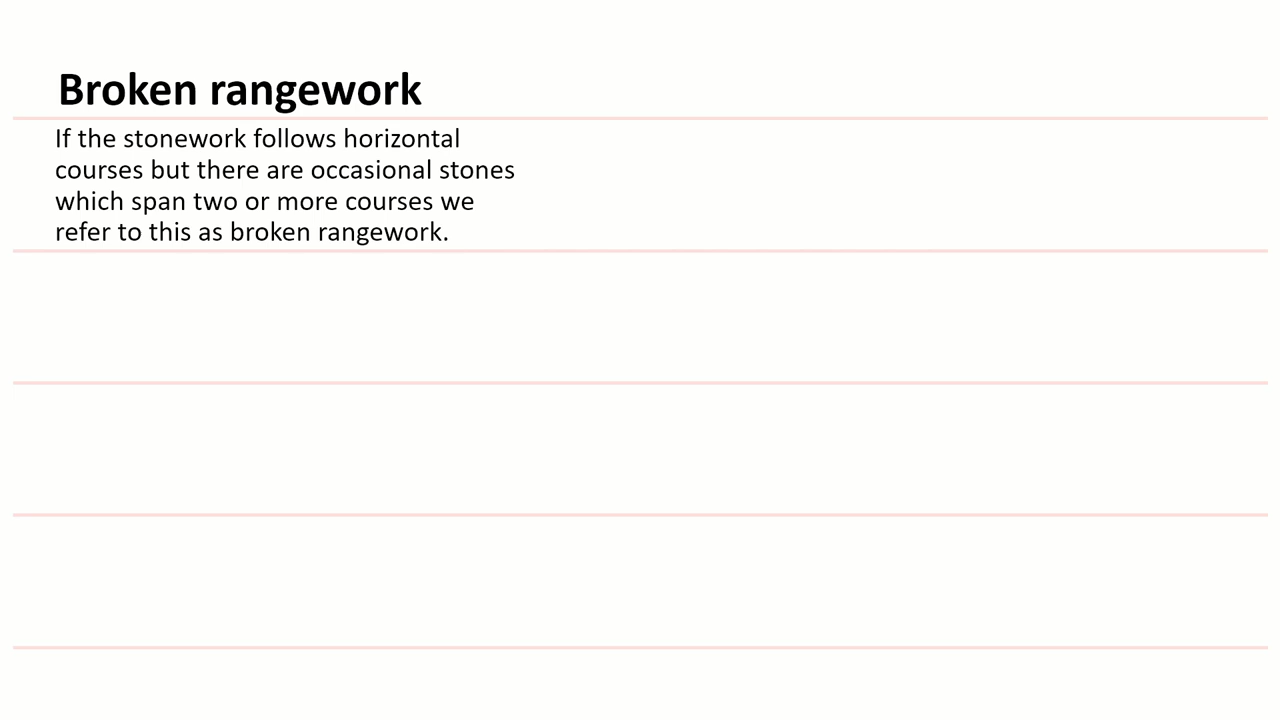 Broken rangework
If the stonework follows horizontal
courses but there are occasional stones
which span two or more courses we
refer to this as broken rangework.